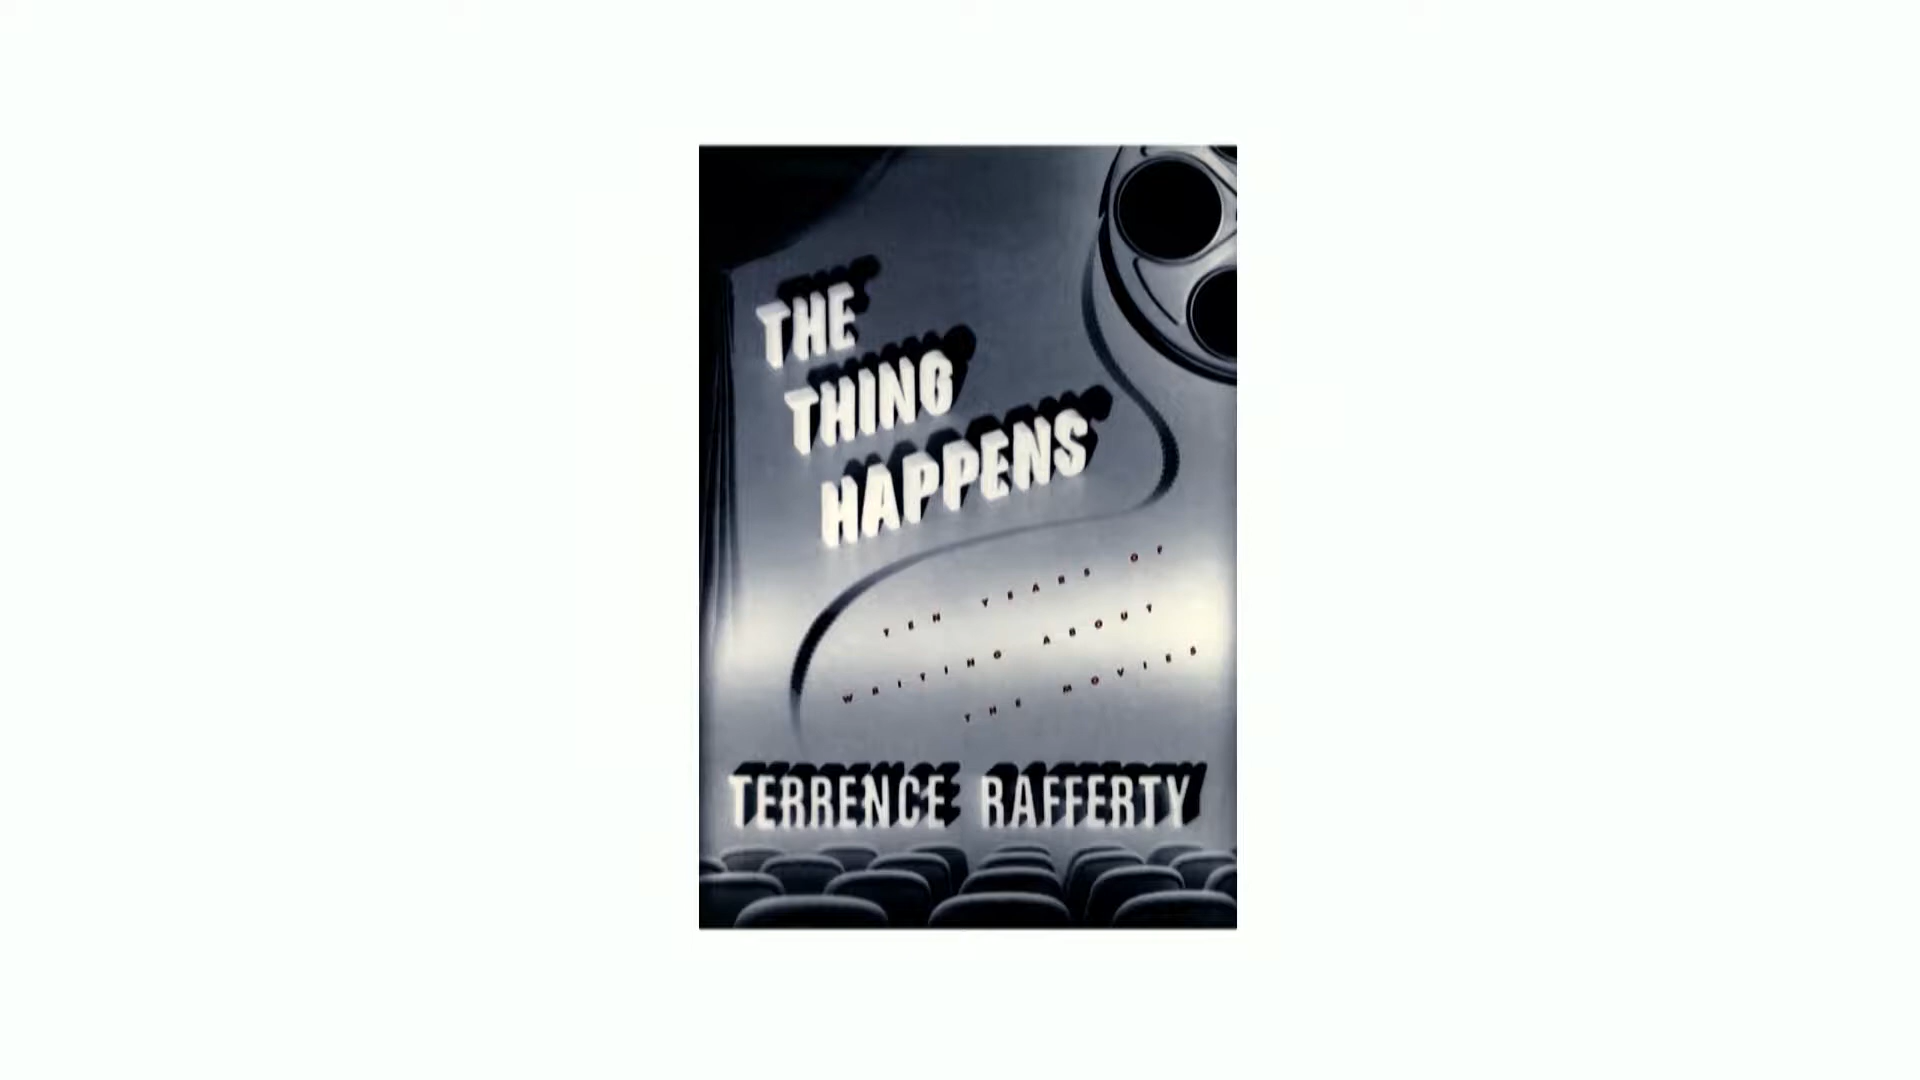 THE
THING
HAPPENS
TEN YEARS OF
WRITING ABOUT
THE MOVIES
TERRENCE RAFFERTY